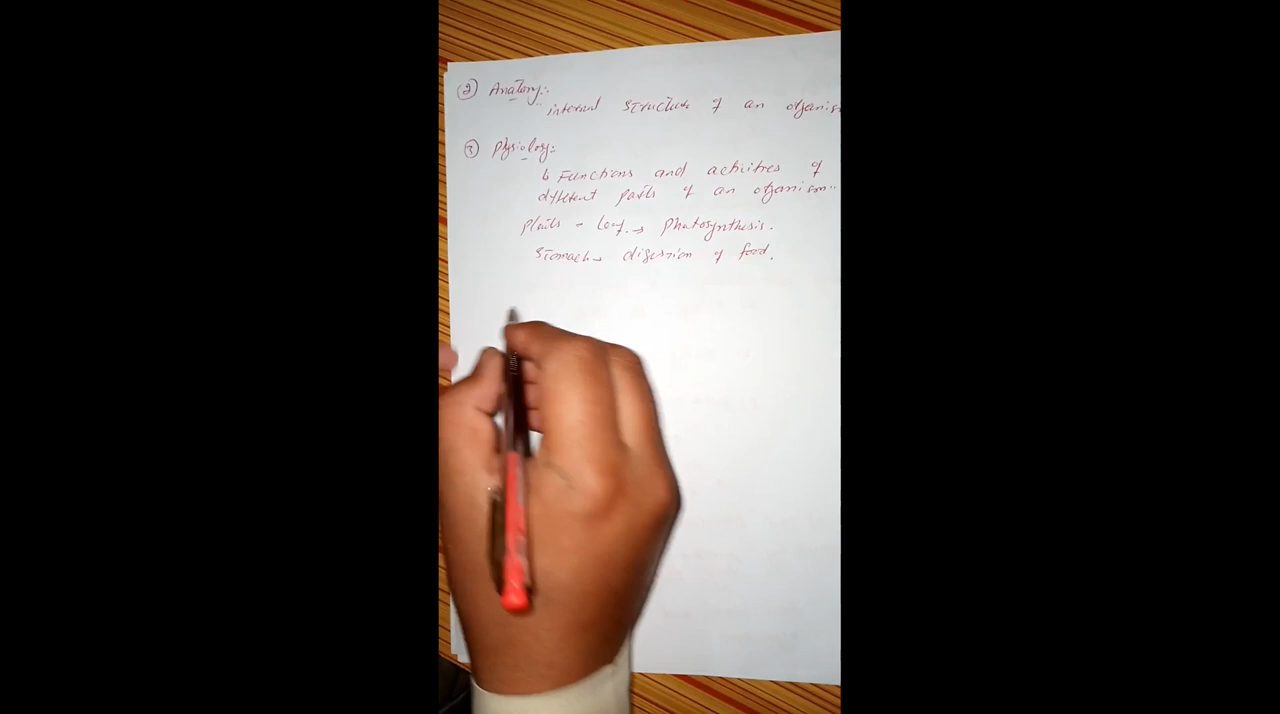 ② Anatomy:-
internal structure of an organis
③ Physiology:-
↳ Functions and activities of
different parts of an organism..
plants - leaf → Photosynthesis.
Stomach → digestion of food.